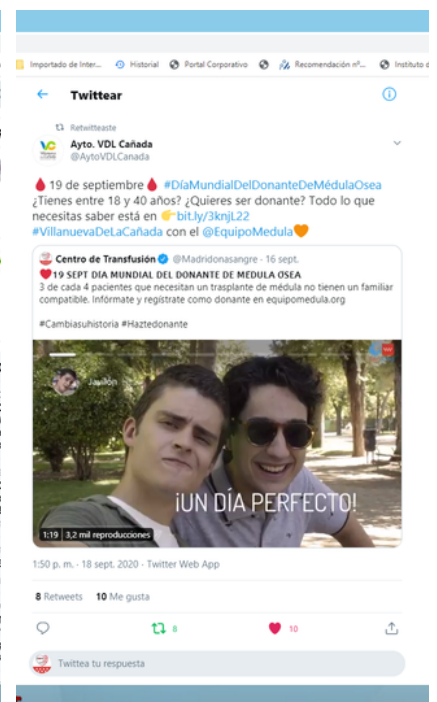 Importado de Inter...
Historial
Portal Corporativo
Recomendación nº...
Instituto d
Twittear
Retwitteaste
Ayto. VDL Cañada
@AytoVDLCanada
19 de septiembre #DíaMundialDelDonanteDeMédulaOsea
¿Tienes entre 18 y 40 años? ¿Quieres ser donante? Todo lo que
necesitas saber está en bit.ly/3knjL22
#VillanuevaDeLaCañada con el @EquipoMedula
Centro de Transfusión @Madridonasangre · 16 sept.
19 SEPT DIA MUNDIAL DEL DONANTE DE MEDULA OSEA
3 de cada 4 pacientes que necesitan un trasplante de médula no tienen un familiar
compatible. Infórmate y regístrate como donante en equipomedula.org
#Cambiasuhistoria #Haztedonante
¡UN DÍA PERFECTO!
1:19 3,2 mil reproducciones
1:50 p. m. · 18 sept. 2020 · Twitter Web App
8 Retweets 10 Me gusta
8
10
Twittea tu respuesta